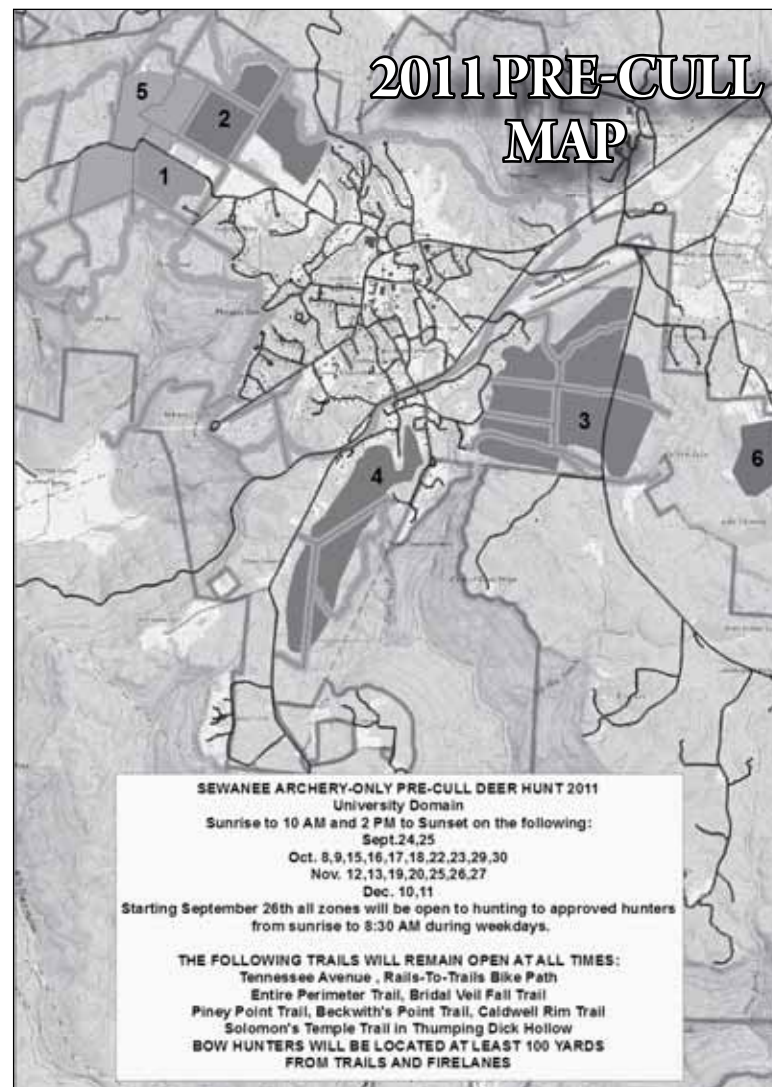 2011 PRE-CULL
MAP
5
2
1
3
4
6
SEWANEE ARCHERY-ONLY PRE-CULL DEER HUNT 2011
University Domain
Sunrise to 10 AM and 2 PM to Sunset on the following:
Sept.24,25
Oct. 8,9,15,16,17,18,22,23,29,30
Nov. 12,13,19,20,25,26,27
Dec. 10,11
Starting September 26th all zones will be open to hunting to approved hunters
from sunrise to 8:30 AM during weekdays.
THE FOLLOWING TRAILS WILL REMAIN OPEN AT ALL TIMES:
Tennessee Avenue , Rails-To-Trails Bike Path
Entire Perimeter Trail, Bridal Veil Fall Trail
Piney Point Trail, Beckwith's Point Trail, Caldwell Rim Trail
Solomon's Temple Trail in Thumping Dick Hollow
BOW HUNTERS WILL BE LOCATED AT LEAST 100 YARDS
FROM TRAILS AND FIRELANES